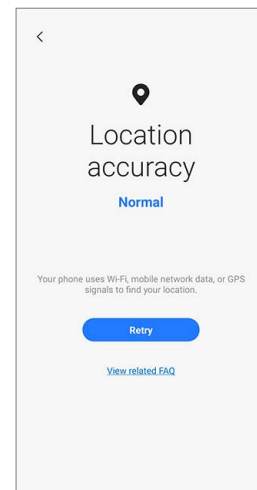 Location
accuracy
Normal
Your phone uses Wi-Fi, mobile network data, or GPS
signals to find your location.
Retry
View related FAQ